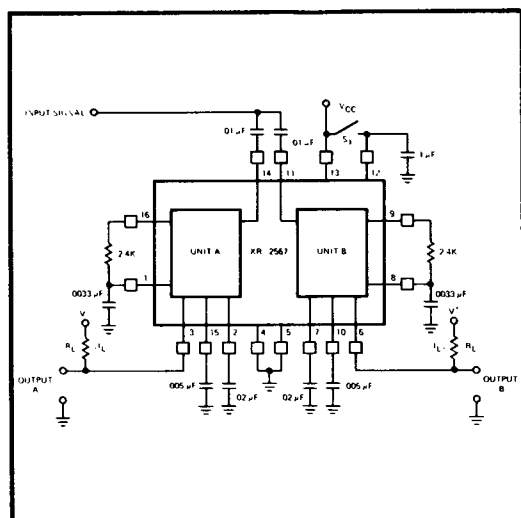 INPUT SIGNAL
VCC
S1
.01 µF
.01 µF
.1 µF
14
11
13
12
16
9
2.4K
UNIT A
XR 2567
UNIT B
2.4K
1
8
.0033 µF
.0033 µF
V+
V+
3
15
2
4
5
7
10
6
RL
IL
IL
RL
OUTPUT
A
.005 µF
.02 µF
.02 µF
.005 µF
OUTPUT
B